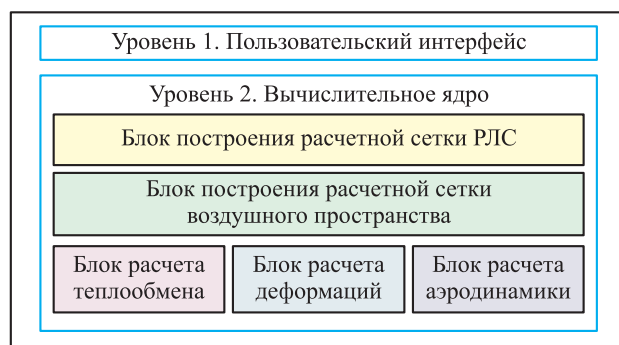 Уровень 1. Пользовательский интерфейс
Уровень 2. Вычислительное ядро
Блок построения расчетной сетки РЛС
Блок построения расчетной сетки
воздушного пространства
Блок расчета
теплообмена
Блок расчета
деформаций
Блок расчета
аэродинамики